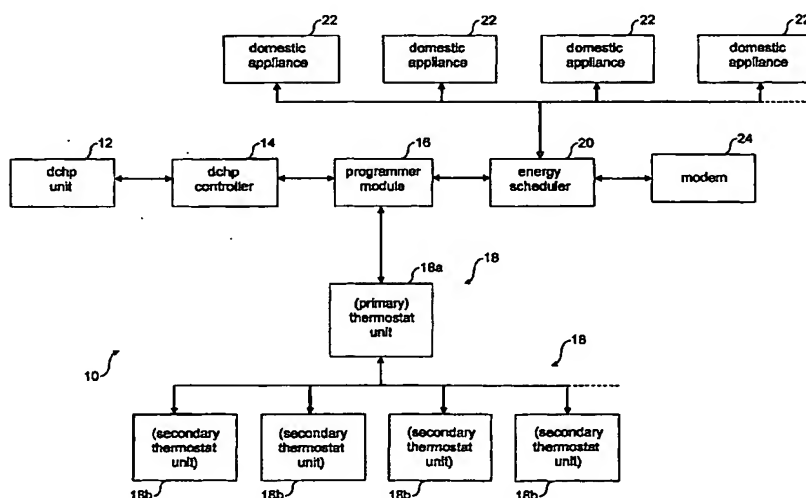 22 22 22 22
domestic appliance
domestic appliance
domestic appliance
domestic appliance
12 14 16 20 24
dchp unit
dchp controller
programmer module
energy scheduler
modem
18a 18
(primary) thermostat unit
10 18
(secondary thermostat unit)
(secondary thermostat unit)
(secondary thermostat unit)
(secondary thermostat unit)
18b 18b 18b 18b